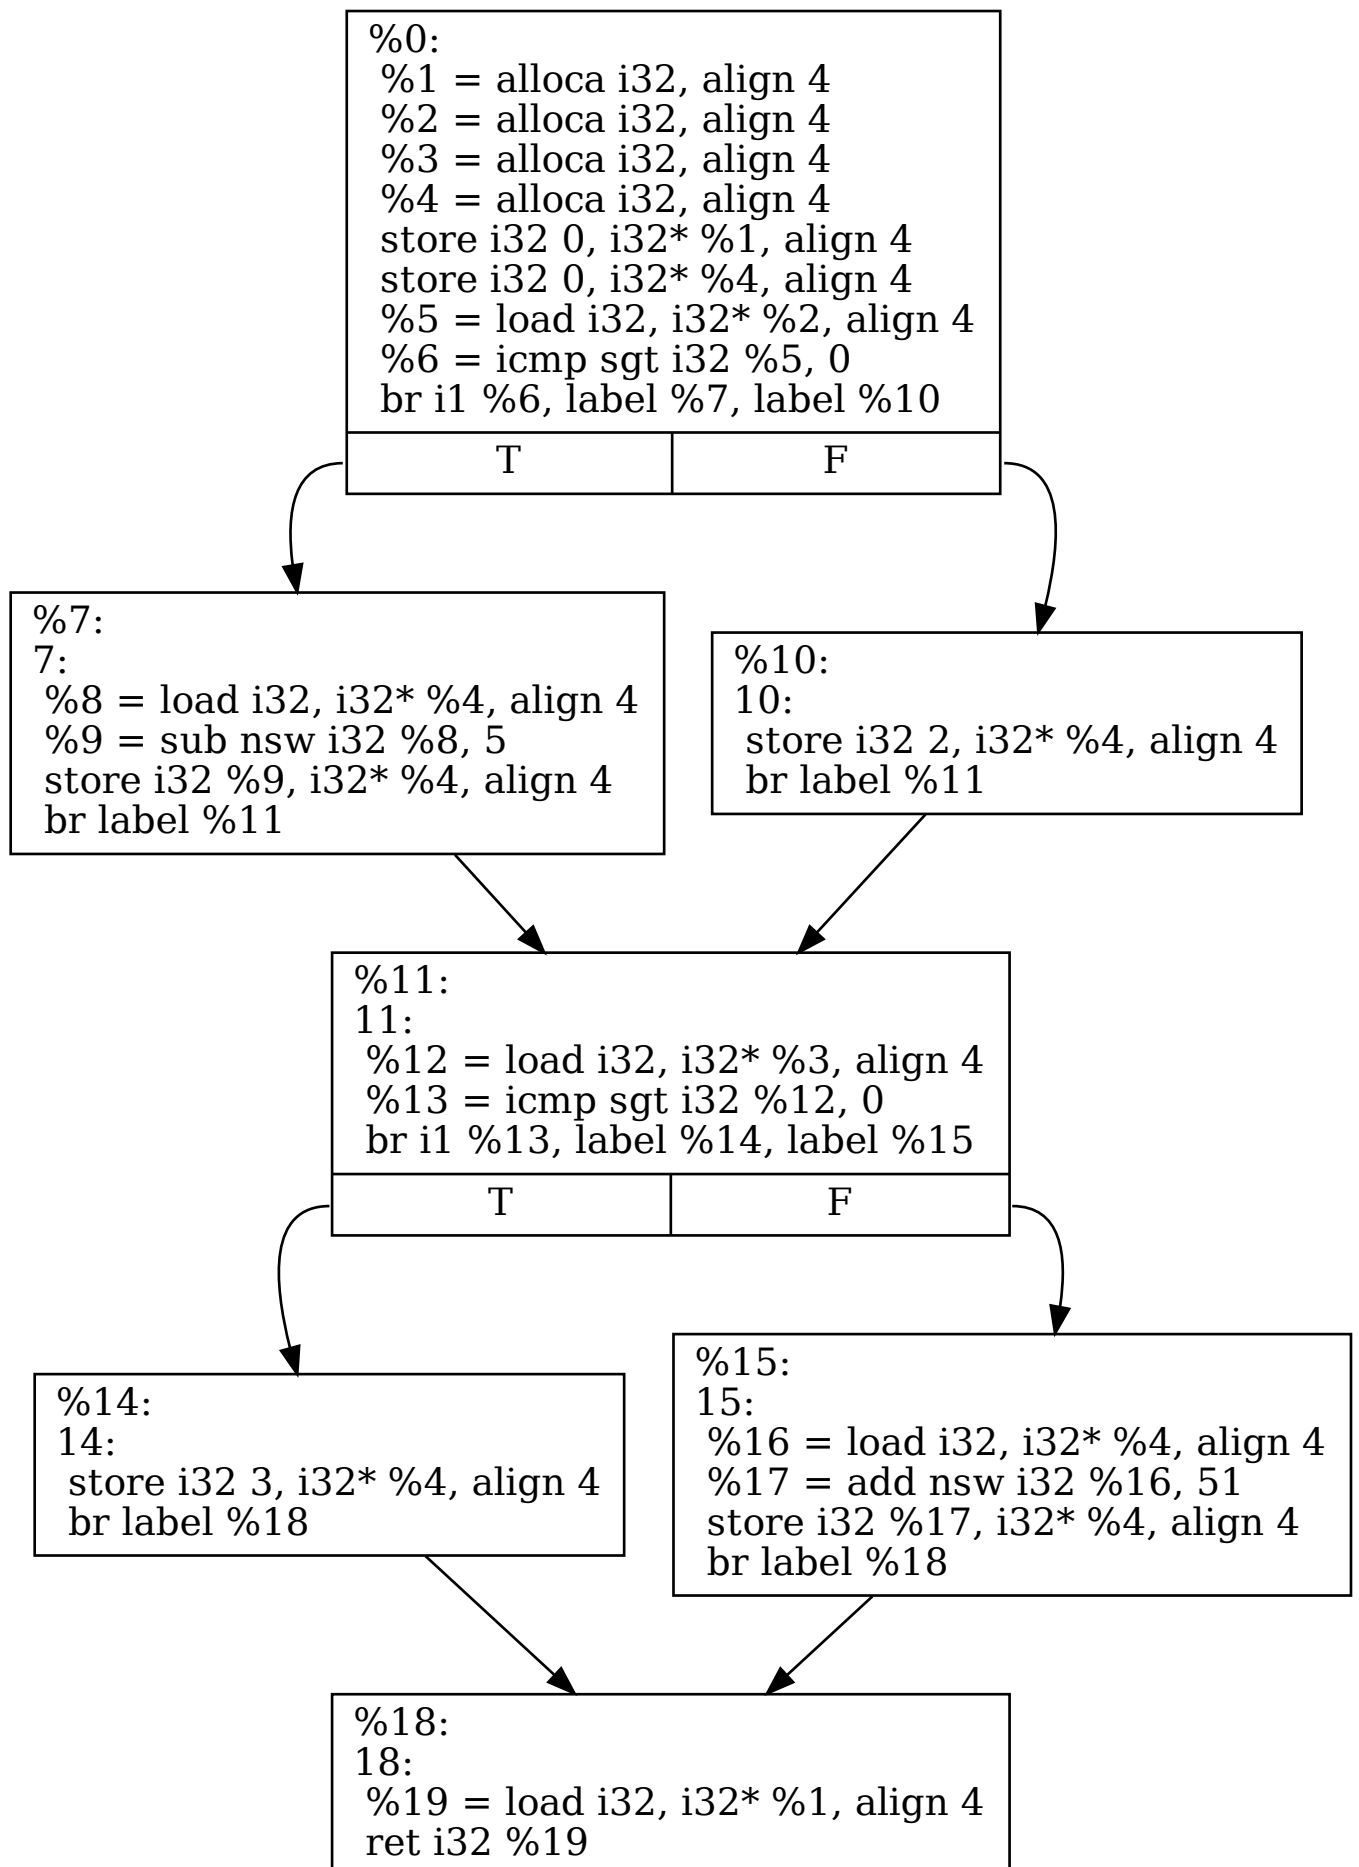 %0:
%1 = alloca i32, align 4
%2 = alloca i32, align 4
%3 = alloca i32, align 4
%4 = alloca i32, align 4
store i32 0, i32* %1, align 4
store i32 0, i32* %4, align 4
%5 = load i32, i32* %2, align 4
%6 = icmp sgt i32 %5, 0
br i1 %6, label %7, label %10
T
F
%7:
7:
%8 = load i32, i32* %4, align 4
%9 = sub nsw i32 %8, 5
store i32 %9, i32* %4, align 4
br label %11
%10:
10:
store i32 2, i32* %4, align 4
br label %11
%11:
11:
%12 = load i32, i32* %3, align 4
%13 = icmp sgt i32 %12, 0
br i1 %13, label %14, label %15
T
F
%14:
14:
store i32 3, i32* %4, align 4
br label %18
%15:
15:
%16 = load i32, i32* %4, align 4
%17 = add nsw i32 %16, 51
store i32 %17, i32* %4, align 4
br label %18
%18:
18:
%19 = load i32, i32* %1, align 4
ret i32 %19